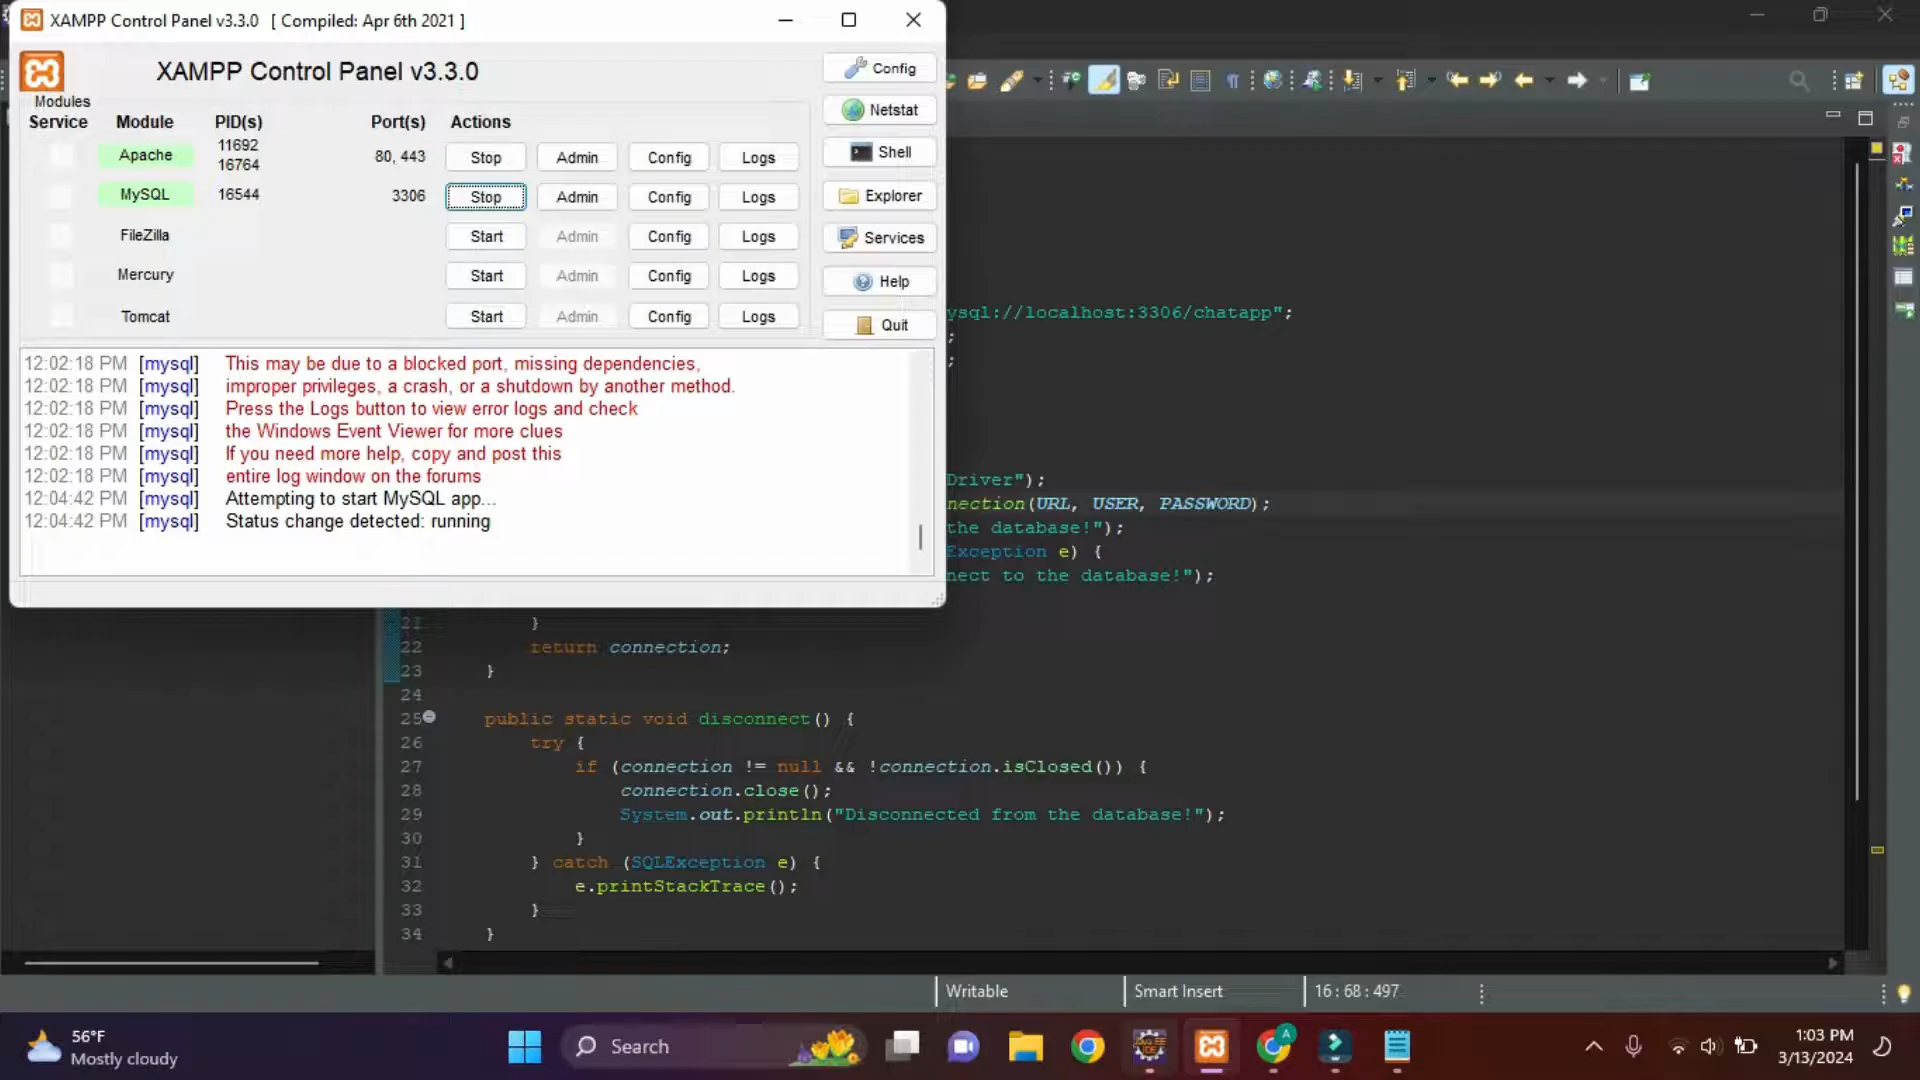 XAMPP Control Panel v3.3.0 [ Compiled: Apr 6th 2021 ]
XAMPP Control Panel v3.3.0
Config
Modules
Service Module PID(s) Port(s) Actions
Netstat
Apache 11692 16764 80, 443 Stop Admin Config Logs
Shell
MySQL 16544 3306 Stop Admin Config Logs
Explorer
FileZilla Start Admin Config Logs
Services
Mercury Start Admin Config Logs
Help
Tomcat Start Admin Config Logs
Quit
12:02:18 PM [mysql] This may be due to a blocked port, missing dependencies,
12:02:18 PM [mysql] improper privileges, a crash, or a shutdown by another method.
12:02:18 PM [mysql] Press the Logs button to view error logs and check
12:02:18 PM [mysql] the Windows Event Viewer for more clues
12:02:18 PM [mysql] If you need more help, copy and post this
12:02:18 PM [mysql] entire log window on the forums
12:04:42 PM [mysql] Attempting to start MySQL app...
12:04:42 PM [mysql] Status change detected: running
ysql://localhost:3306/chatapp";
;
;
Driver");
nection(URL, USER, PASSWORD);
the database!");
Exception e) {
nect to the database!");
21 }
22 return connection;
23 }
24
25 public static void disconnect() {
26 try {
27 if (connection != null && !connection.isClosed()) {
28 connection.close();
29 System.out.println("Disconnected from the database!");
30 }
31 } catch (SQLException e) {
32 e.printStackTrace();
33 }
34 }
Writable Smart Insert 16 : 68 : 497
56°F
Mostly cloudy
Search
1:03 PM
3/13/2024